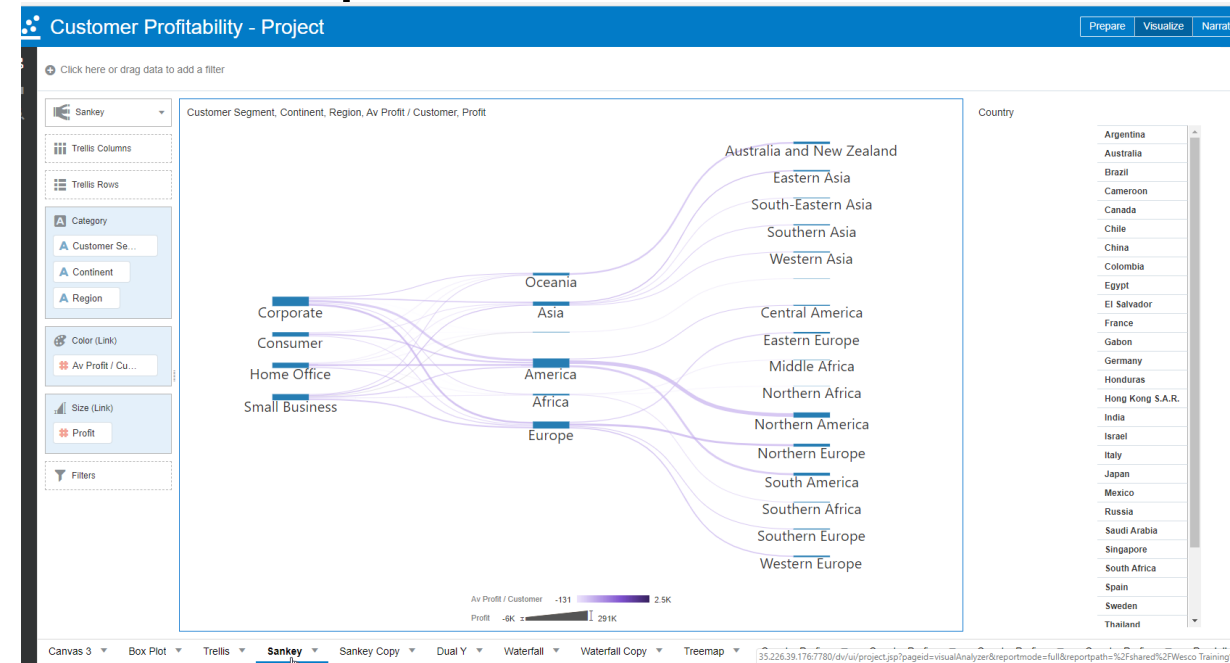 Customer Profitability - Project
Prepare
Visualize
Narrat
Click here or drag data to add a filter
Sankey
Trellis Columns
Trellis Rows
A Category
A Customer Se...
A Continent
A Region
Color (Link)
# Av Profit / Cu...
Size (Link)
# Profit
Filters
Customer Segment, Continent, Region, Av Profit / Customer, Profit
Corporate
Consumer
Home Office
Small Business
Oceania
Asia
America
Africa
Europe
Australia and New Zealand
Eastern Asia
South-Eastern Asia
Southern Asia
Western Asia
Central America
Eastern Europe
Middle Africa
Northern Africa
Northern America
Northern Europe
South America
Southern Africa
Southern Europe
Western Europe
Av Profit / Customer -131 2.5K
Profit -6K 291K
Country
Argentina
Australia
Brazil
Cameroon
Canada
Chile
China
Colombia
Egypt
El Salvador
France
Gabon
Germany
Honduras
Hong Kong S.A.R.
India
Israel
Italy
Japan
Mexico
Russia
Saudi Arabia
Singapore
South Africa
Spain
Sweden
Thailand
Canvas 3
Box Plot
Trellis
Sankey
Sankey Copy
Dual Y
Waterfall
Waterfall Copy
Treemap
35.226.39.176:7780/dv/ui/project.jsp?pageid=visualAnalyzer&reportmode=full&reportpath=%2Fshared%2FWesco Training